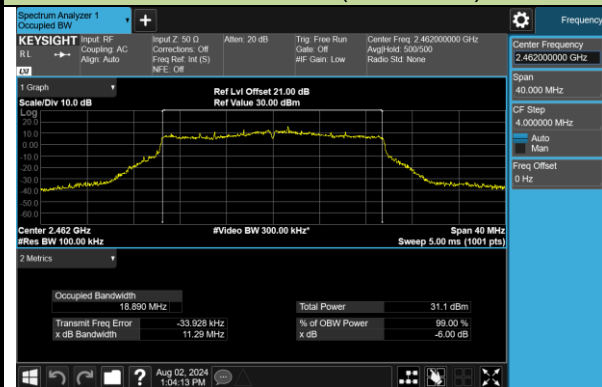 Spectrum Analyzer 1
Occupied BW
Frequency
KEYSIGHT
RL
Input: RF
Coupling: AC
Align: Auto
Input Z: 50 Ω
Corrections: Off
Freq Ref: Int (S)
NFE: Off
Atten: 20 dB
Trig: Free Run
Gate: Off
#IF Gain: Low
Center Freq: 2.462000000 GHz
Avg|Hold: 500/500
Radio Std: None
Center Frequency
2.462000000 GHz
Span
40.000 MHz
CF Step
4.000000 MHz
Auto
Man
Freq Offset
0 Hz
1 Graph
Scale/Div 10.0 dB
Ref Lvl Offset 21.00 dB
Ref Value 30.00 dBm
Log
20.0
10.0
0.00
-10.0
-20.0
-30.0
-40.0
-50.0
-60.0
Center 2.462 GHz
#Video BW 300.00 kHz*
Span 40 MHz
#Res BW 100.00 kHz
Sweep 5.00 ms (1001 pts)
2 Metrics
Occupied Bandwidth
18.890 MHz
Total Power
31.1 dBm
Transmit Freq Error
-33.928 kHz
% of OBW Power
99.00 %
x dB Bandwidth
11.29 MHz
x dB
-6.00 dB
?
Aug 02, 2024
1:04:13 PM